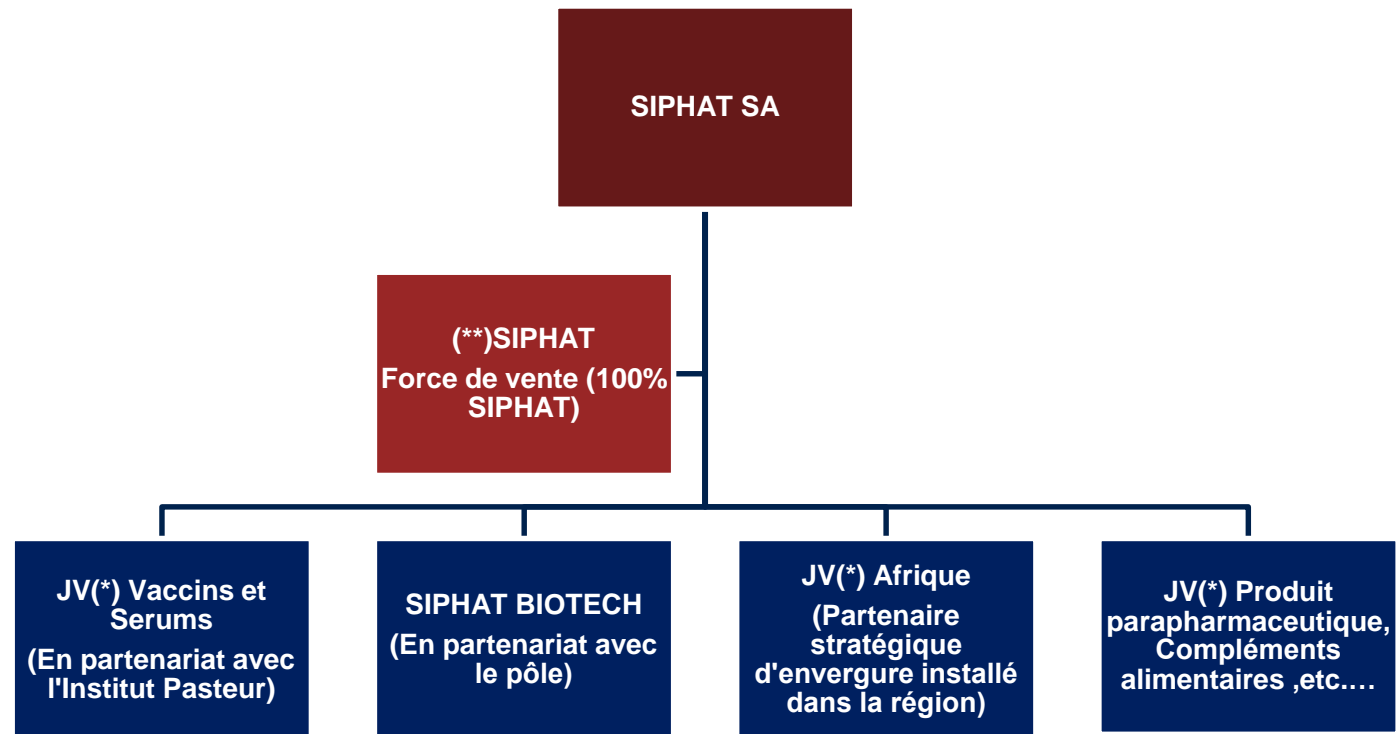 SIPHAT SA
(**)SIPHAT
Force de vente (100%
SIPHAT)
JV(*) Vaccins et
Serums
(En partenariat avec
l'Institut Pasteur)
SIPHAT BIOTECH
(En partenariat avec
le pôle)
JV(*) Afrique
(Partenaire
stratégique
d'envergure installé
dans la région)
JV(*) Produit
parapharmaceutique,
Compléments
alimentaires ,etc.…